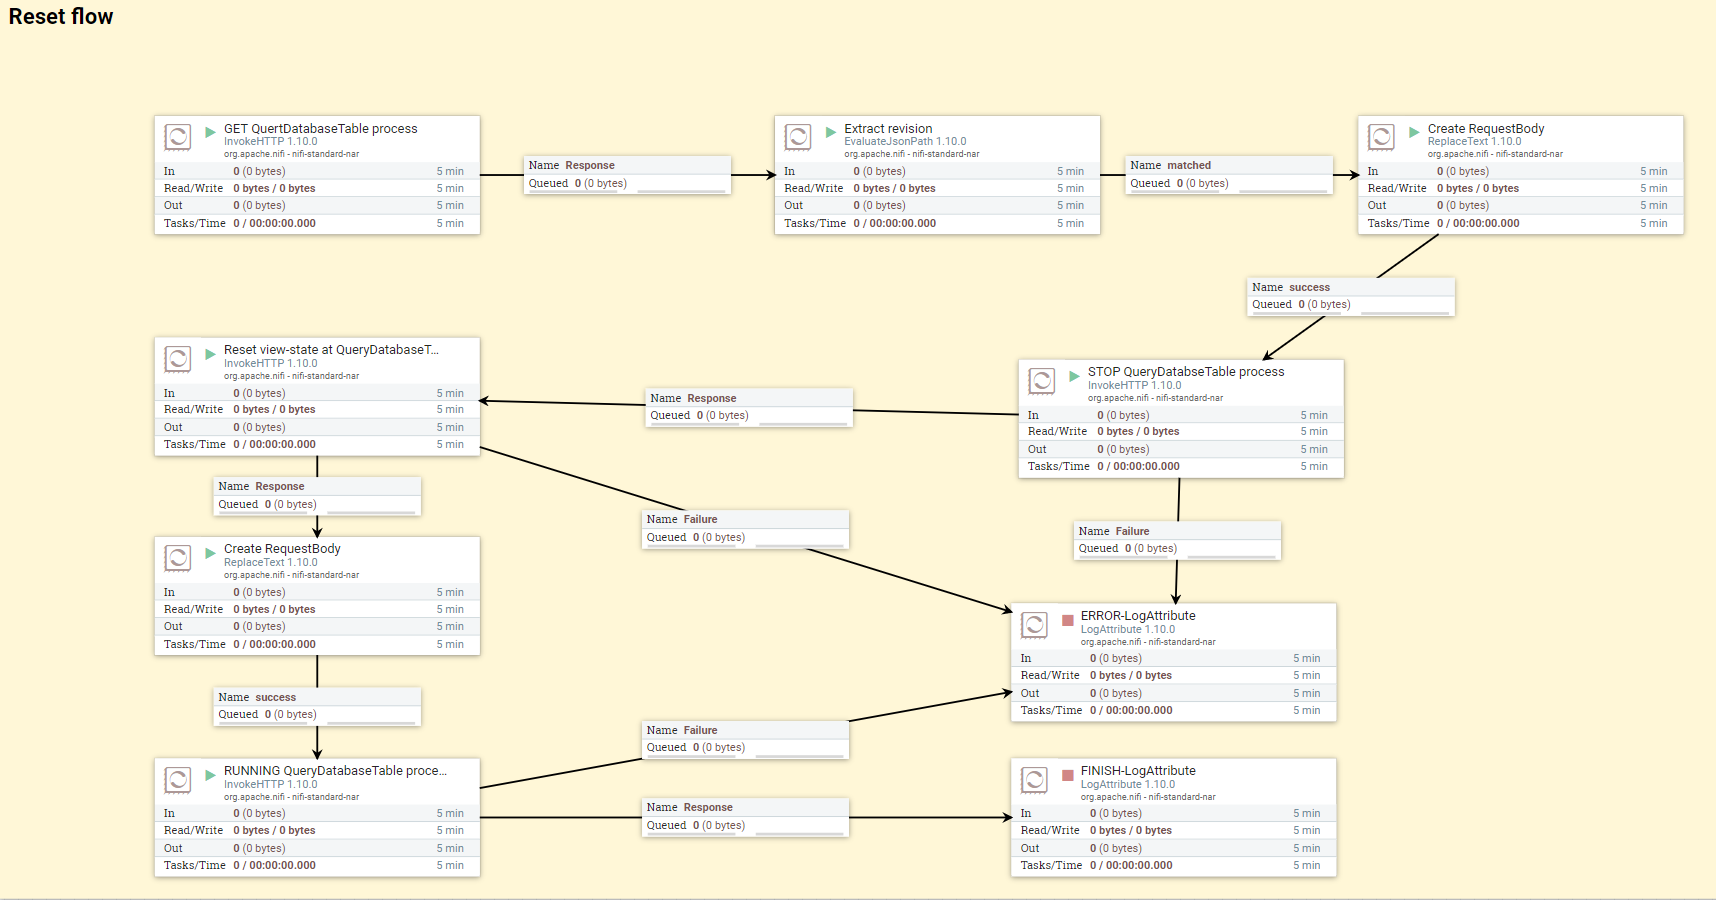 Reset flow
GET QuertDatabaseTable process
InvokeHTTP 1.10.0
org.apache.nifi - nifi-standard-nar
In 0 (0 bytes) 5 min
Read/Write 0 bytes / 0 bytes 5 min
Out 0 (0 bytes) 5 min
Tasks/Time 0 / 00:00:00.000 5 min
Name Response
Queued 0 (0 bytes)
Extract revision
EvaluateJsonPath 1.10.0
org.apache.nifi - nifi-standard-nar
In 0 (0 bytes) 5 min
Read/Write 0 bytes / 0 bytes 5 min
Out 0 (0 bytes) 5 min
Tasks/Time 0 / 00:00:00.000 5 min
Name matched
Queued 0 (0 bytes)
Create RequestBody
ReplaceText 1.10.0
org.apache.nifi - nifi-standard-nar
In 0 (0 bytes) 5 min
Read/Write 0 bytes / 0 bytes 5 min
Out 0 (0 bytes) 5 min
Tasks/Time 0 / 00:00:00.000 5 min
Name success
Queued 0 (0 bytes)
STOP QueryDatabseTable process
InvokeHTTP 1.10.0
org.apache.nifi - nifi-standard-nar
In 0 (0 bytes) 5 min
Read/Write 0 bytes / 0 bytes 5 min
Out 0 (0 bytes) 5 min
Tasks/Time 0 / 00:00:00.000 5 min
Name Response
Queued 0 (0 bytes)
Reset view-state at QueryDatabaseT...
InvokeHTTP 1.10.0
org.apache.nifi - nifi-standard-nar
In 0 (0 bytes) 5 min
Read/Write 0 bytes / 0 bytes 5 min
Out 0 (0 bytes) 5 min
Tasks/Time 0 / 00:00:00.000 5 min
Name Response
Queued 0 (0 bytes)
Name Failure
Queued 0 (0 bytes)
Name Failure
Queued 0 (0 bytes)
Create RequestBody
ReplaceText 1.10.0
org.apache.nifi - nifi-standard-nar
In 0 (0 bytes) 5 min
Read/Write 0 bytes / 0 bytes 5 min
Out 0 (0 bytes) 5 min
Tasks/Time 0 / 00:00:00.000 5 min
ERROR-LogAttribute
LogAttribute 1.10.0
org.apache.nifi - nifi-standard-nar
In 0 (0 bytes) 5 min
Read/Write 0 bytes / 0 bytes 5 min
Out 0 (0 bytes) 5 min
Tasks/Time 0 / 00:00:00.000 5 min
Name success
Queued 0 (0 bytes)
Name Failure
Queued 0 (0 bytes)
RUNNING QueryDatabaseTable proce...
InvokeHTTP 1.10.0
org.apache.nifi - nifi-standard-nar
In 0 (0 bytes) 5 min
Read/Write 0 bytes / 0 bytes 5 min
Out 0 (0 bytes) 5 min
Tasks/Time 0 / 00:00:00.000 5 min
Name Response
Queued 0 (0 bytes)
FINISH-LogAttribute
LogAttribute 1.10.0
org.apache.nifi - nifi-standard-nar
In 0 (0 bytes) 5 min
Read/Write 0 bytes / 0 bytes 5 min
Out 0 (0 bytes) 5 min
Tasks/Time 0 / 00:00:00.000 5 min